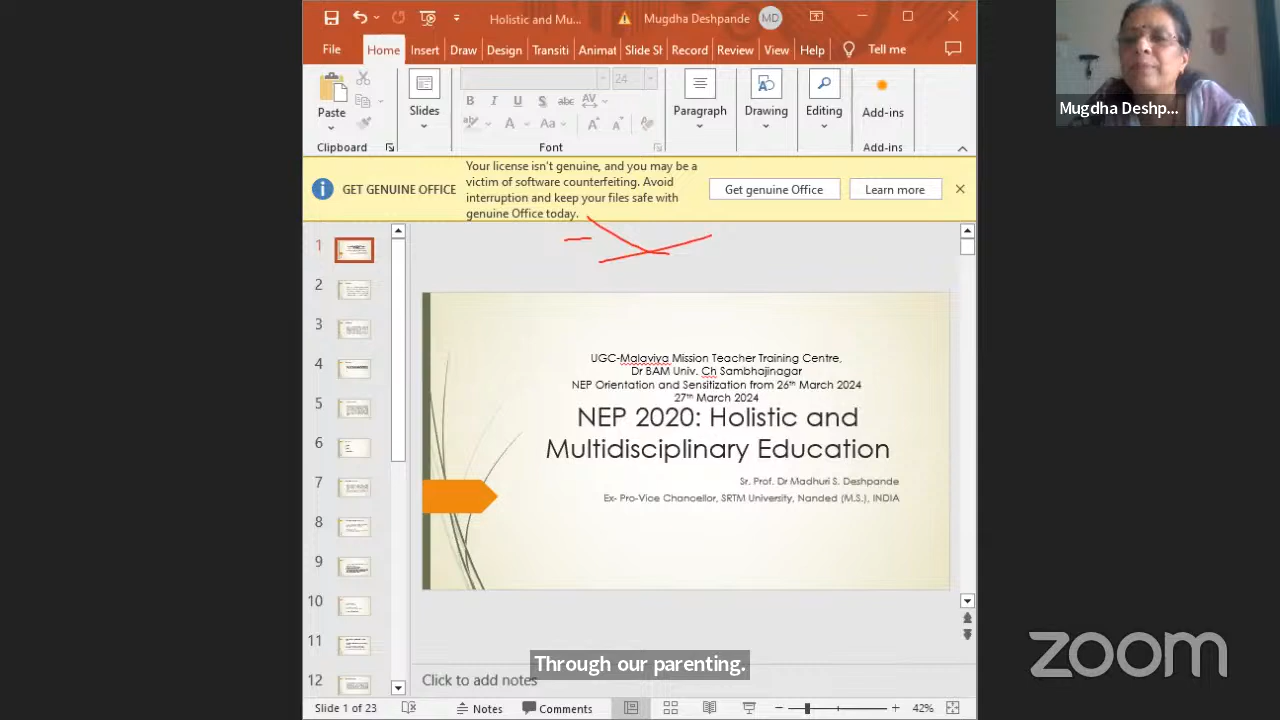 Holistic and Mu...
Mugdha Deshpande
MD
File
Home
Insert
Draw
Design
Transiti
Animat
Slide Sh
Record
Review
View
Help
Tell me
24
Paste
Slides
B I U S abc AV
Aa A A
Paragraph
Drawing
Editing
Add-ins
Clipboard
Font
Add-ins
GET GENUINE OFFICE
Your license isn't genuine, and you may be a
victim of software counterfeiting. Avoid
interruption and keep your files safe with
genuine Office today.
Get genuine Office
Learn more
1
2
3
4
5
6
7
8
9
10
11
12
UGC-Malaviya Mission Teacher Training Centre,
Dr BAM Univ. Ch Sambhajinagar
NEP Orientation and Sensitization from 26th March 2024
27th March 2024
NEP 2020: Holistic and
Multidisciplinary Education
Sr. Prof. Dr Madhuri S. Deshpande
Ex- Pro-Vice Chancellor, SRTM University, Nanded (M.S.), INDIA
Through our parenting.
Click to add notes
Slide 1 of 23
Notes
Comments
42%
Mugdha Deshp...
zoom